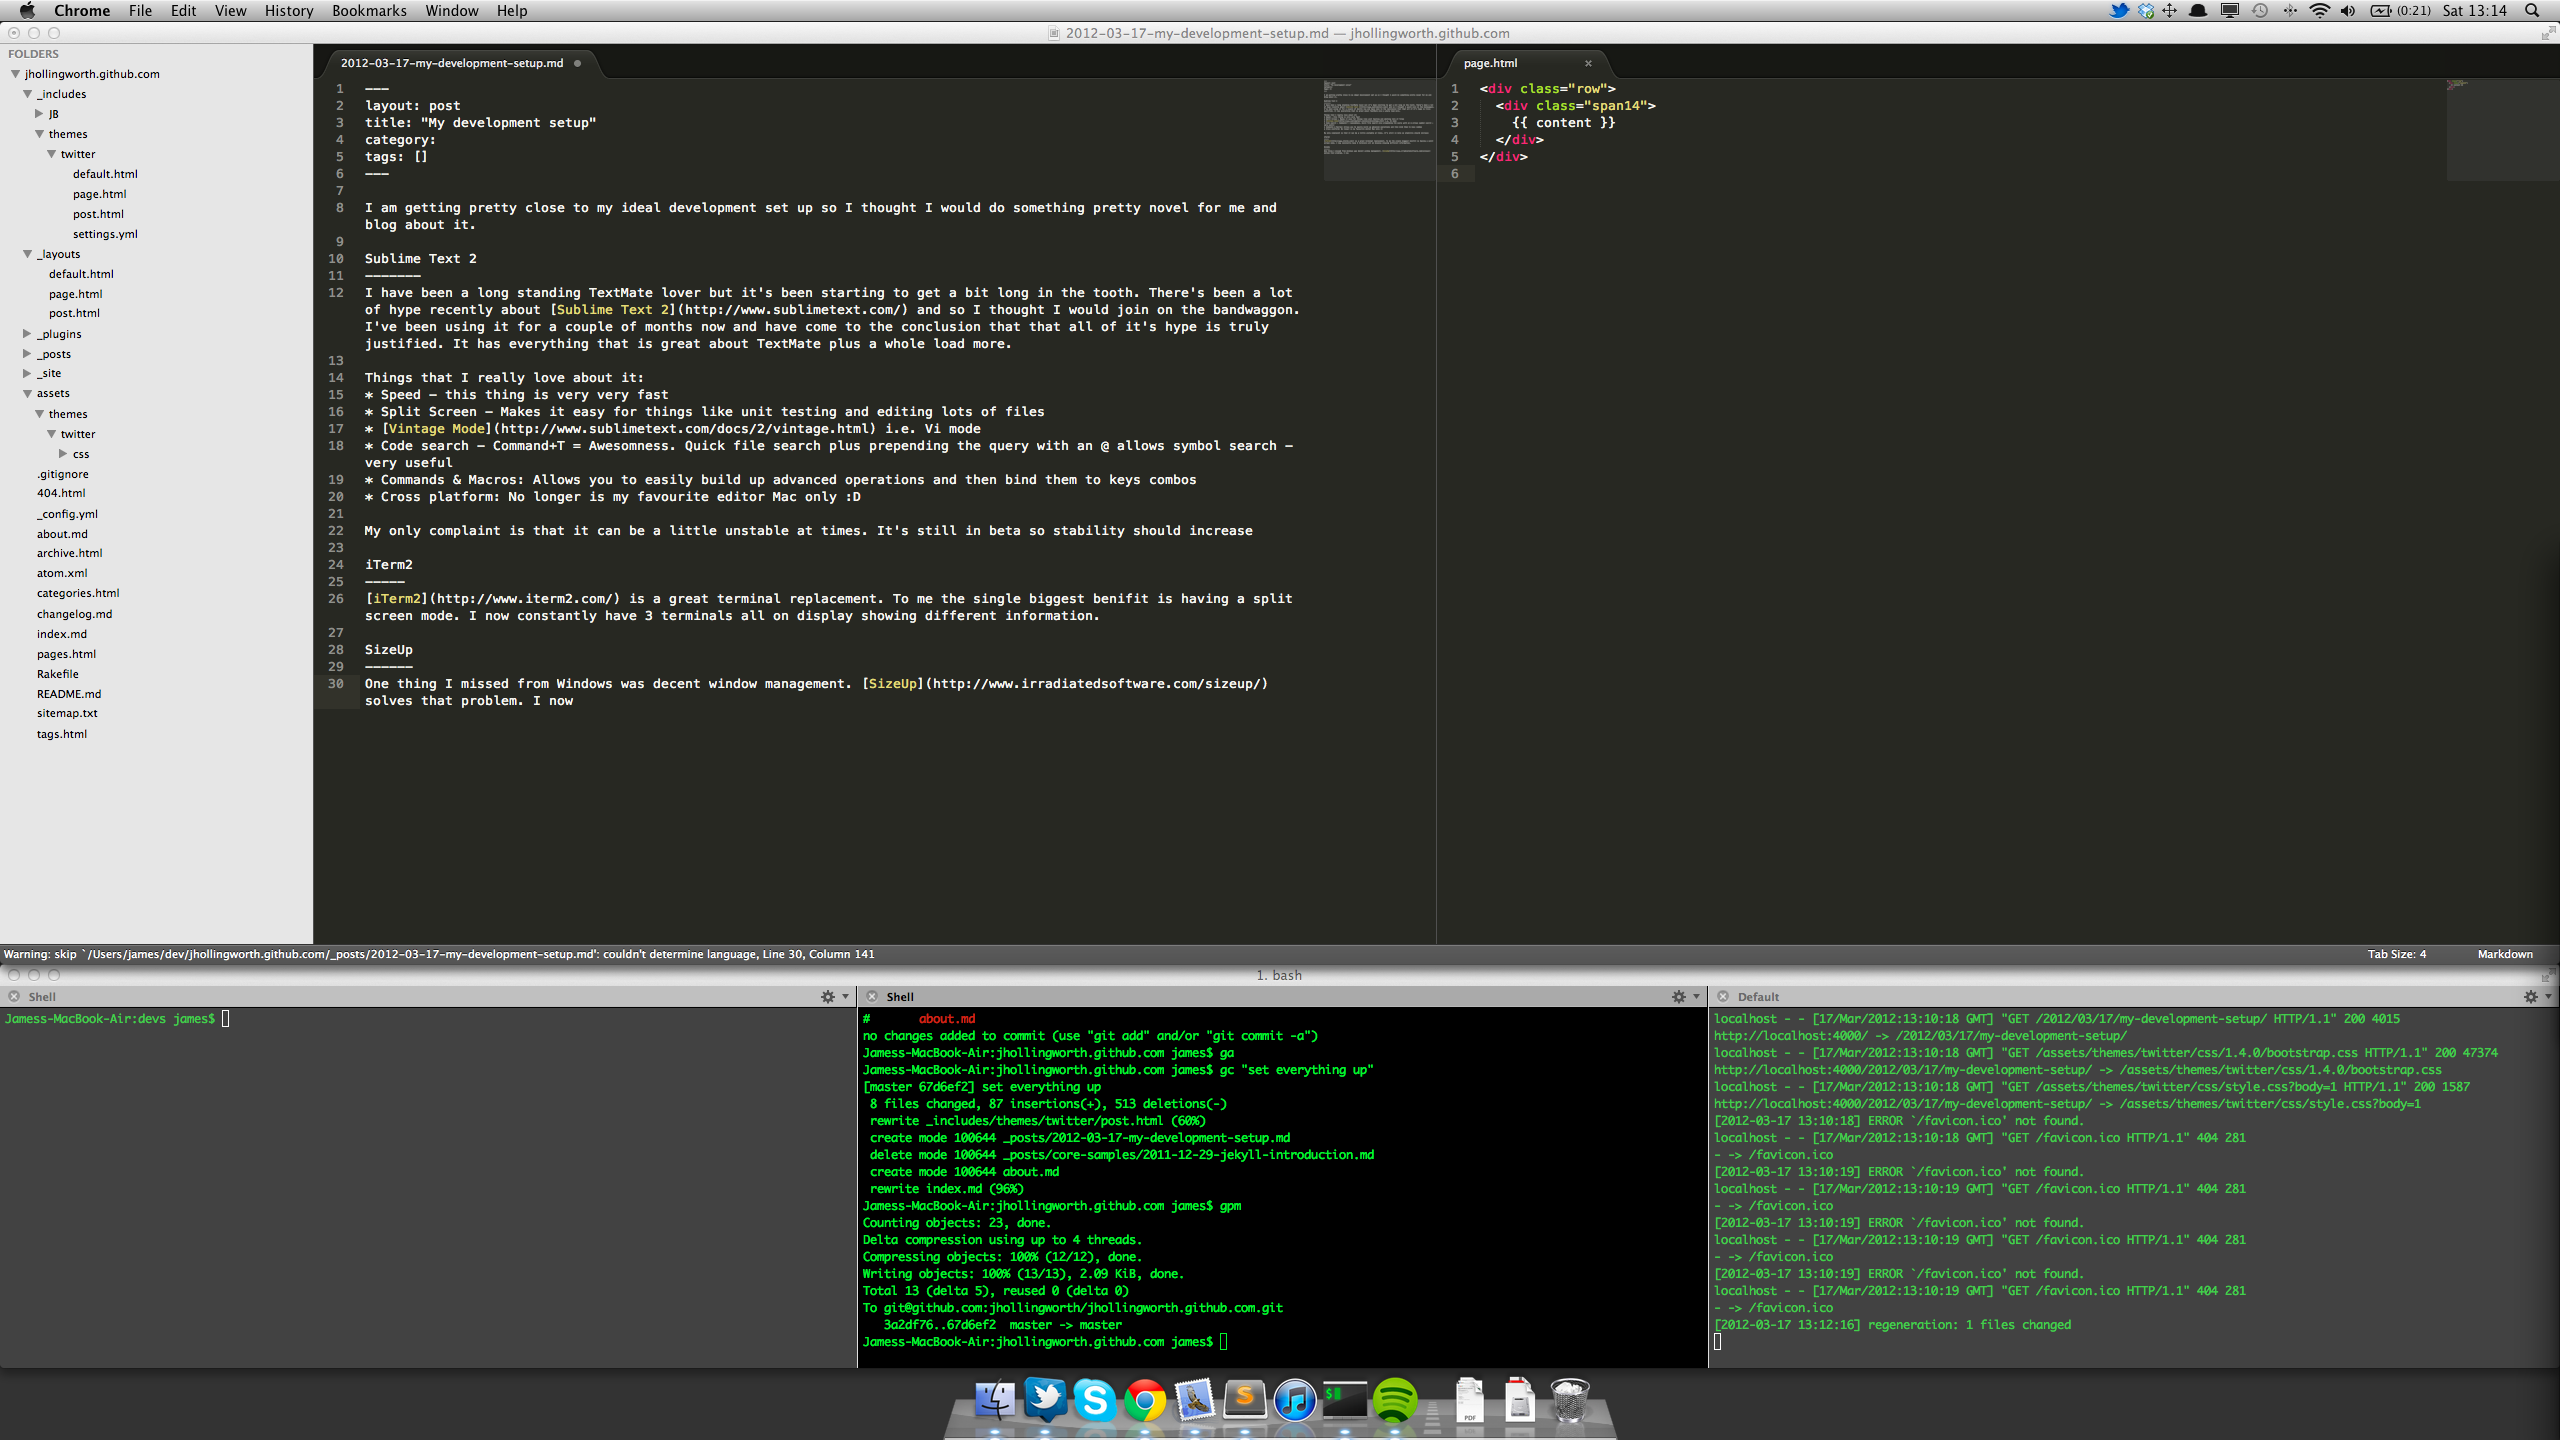 Chrome File Edit View History Bookmarks Window Help
(0:21) Sat 13:14
2012-03-17-my-development-setup.md — jhollingworth.github.com
FOLDERS
jhollingworth.github.com
_includes
JB
themes
twitter
default.html
page.html
post.html
settings.yml
_layouts
default.html
page.html
post.html
_plugins
_posts
_site
assets
themes
twitter
css
.gitignore
404.html
_config.yml
about.md
archive.html
atom.xml
categories.html
changelog.md
index.md
pages.html
Rakefile
README.md
sitemap.txt
tags.html
2012-03-17-my-development-setup.md
1 ---
2 layout: post
3 title: "My development setup"
4 category:
5 tags: []
6 ---
7
8 I am getting pretty close to my ideal development set up so I thought I would do something pretty novel for me and
blog about it.
9
10 Sublime Text 2
11 -------
12 I have been a long standing TextMate lover but it's been starting to get a bit long in the tooth. There's been a lot
of hype recently about [Sublime Text 2](http://www.sublimetext.com/) and so I thought I would join on the bandwaggon.
I've been using it for a couple of months now and have come to the conclusion that that all of it's hype is truly
justified. It has everything that is great about TextMate plus a whole load more.
13
14 Things that I really love about it:
15 * Speed - this thing is very very fast
16 * Split Screen - Makes it easy for things like unit testing and editing lots of files
17 * [Vintage Mode](http://www.sublimetext.com/docs/2/vintage.html) i.e. Vi mode
18 * Code search - Command+T = Awesomness. Quick file search plus prepending the query with an @ allows symbol search -
very useful
19 * Commands & Macros: Allows you to easily build up advanced operations and then bind them to keys combos
20 * Cross platform: No longer is my favourite editor Mac only :D
21
22 My only complaint is that it can be a little unstable at times. It's still in beta so stability should increase
23
24 iTerm2
25 -----
26 [iTerm2](http://www.iterm2.com/) is a great terminal replacement. To me the single biggest benifit is having a split
screen mode. I now constantly have 3 terminals all on display showing different information.
27
28 SizeUp
29 ------
30 One thing I missed from Windows was decent window management. [SizeUp](http://www.irradiatedsoftware.com/sizeup/)
solves that problem. I now
page.html
1 <div class="row">
2 <div class="span14">
3 {{ content }}
4 </div>
5 </div>
6
Warning: skip `/Users/james/dev/jhollingworth.github.com/_posts/2012-03-17-my-development-setup.md': couldn't determine language, Line 30, Column 141
Tab Size: 4 Markdown
1. bash
Shell
Jamess-MacBook-Air:devs james$
Shell
# about.md
no changes added to commit (use "git add" and/or "git commit -a")
Jamess-MacBook-Air:jhollingworth.github.com james$ ga
Jamess-MacBook-Air:jhollingworth.github.com james$ gc "set everything up"
[master 67d6ef2] set everything up
8 files changed, 87 insertions(+), 513 deletions(-)
rewrite _includes/themes/twitter/post.html (60%)
create mode 100644 _posts/2012-03-17-my-development-setup.md
delete mode 100644 _posts/core-samples/2011-12-29-jekyll-introduction.md
create mode 100644 about.md
rewrite index.md (96%)
Jamess-MacBook-Air:jhollingworth.github.com james$ gpm
Counting objects: 23, done.
Delta compression using up to 4 threads.
Compressing objects: 100% (12/12), done.
Writing objects: 100% (13/13), 2.09 KiB, done.
Total 13 (delta 5), reused 0 (delta 0)
To git@github.com:jhollingworth/jhollingworth.github.com.git
3a2df76..67d6ef2 master -> master
Jamess-MacBook-Air:jhollingworth.github.com james$
Default
localhost - - [17/Mar/2012:13:10:18 GMT] "GET /2012/03/17/my-development-setup/ HTTP/1.1" 200 4015
http://localhost:4000/ -> /2012/03/17/my-development-setup/
localhost - - [17/Mar/2012:13:10:18 GMT] "GET /assets/themes/twitter/css/1.4.0/bootstrap.css HTTP/1.1" 200 47374
http://localhost:4000/2012/03/17/my-development-setup/ -> /assets/themes/twitter/css/1.4.0/bootstrap.css
localhost - - [17/Mar/2012:13:10:18 GMT] "GET /assets/themes/twitter/css/style.css?body=1 HTTP/1.1" 200 1587
http://localhost:4000/2012/03/17/my-development-setup/ -> /assets/themes/twitter/css/style.css?body=1
[2012-03-17 13:10:18] ERROR `/favicon.ico' not found.
localhost - - [17/Mar/2012:13:10:18 GMT] "GET /favicon.ico HTTP/1.1" 404 281
- -> /favicon.ico
[2012-03-17 13:10:19] ERROR `/favicon.ico' not found.
localhost - - [17/Mar/2012:13:10:19 GMT] "GET /favicon.ico HTTP/1.1" 404 281
- -> /favicon.ico
[2012-03-17 13:10:19] ERROR `/favicon.ico' not found.
localhost - - [17/Mar/2012:13:10:19 GMT] "GET /favicon.ico HTTP/1.1" 404 281
- -> /favicon.ico
[2012-03-17 13:10:19] ERROR `/favicon.ico' not found.
localhost - - [17/Mar/2012:13:10:19 GMT] "GET /favicon.ico HTTP/1.1" 404 281
- -> /favicon.ico
[2012-03-17 13:12:16] regeneration: 1 files changed
PDF